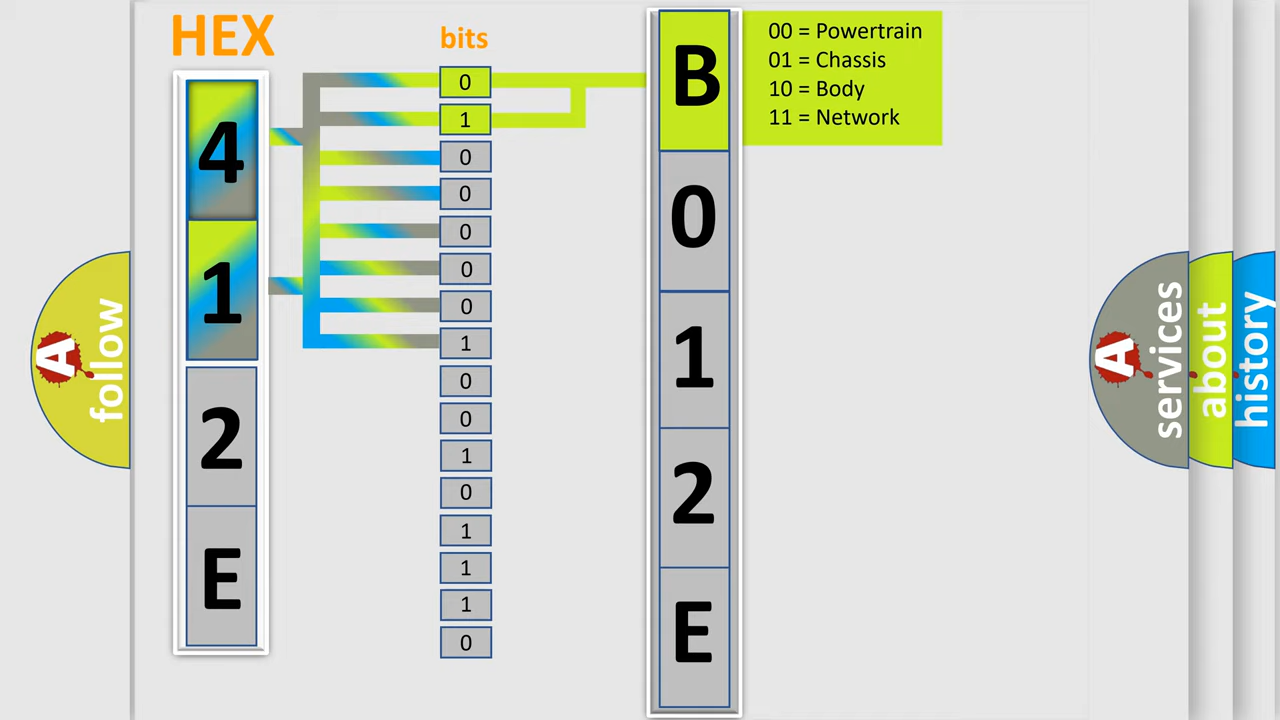 HEX
bits
4
1
2
E
0
1
0
0
0
0
0
1
0
0
1
0
1
1
1
0
B
0
1
2
E
00 = Powertrain
01 = Chassis
10 = Body
11 = Network
A
follow
A
services
about
history